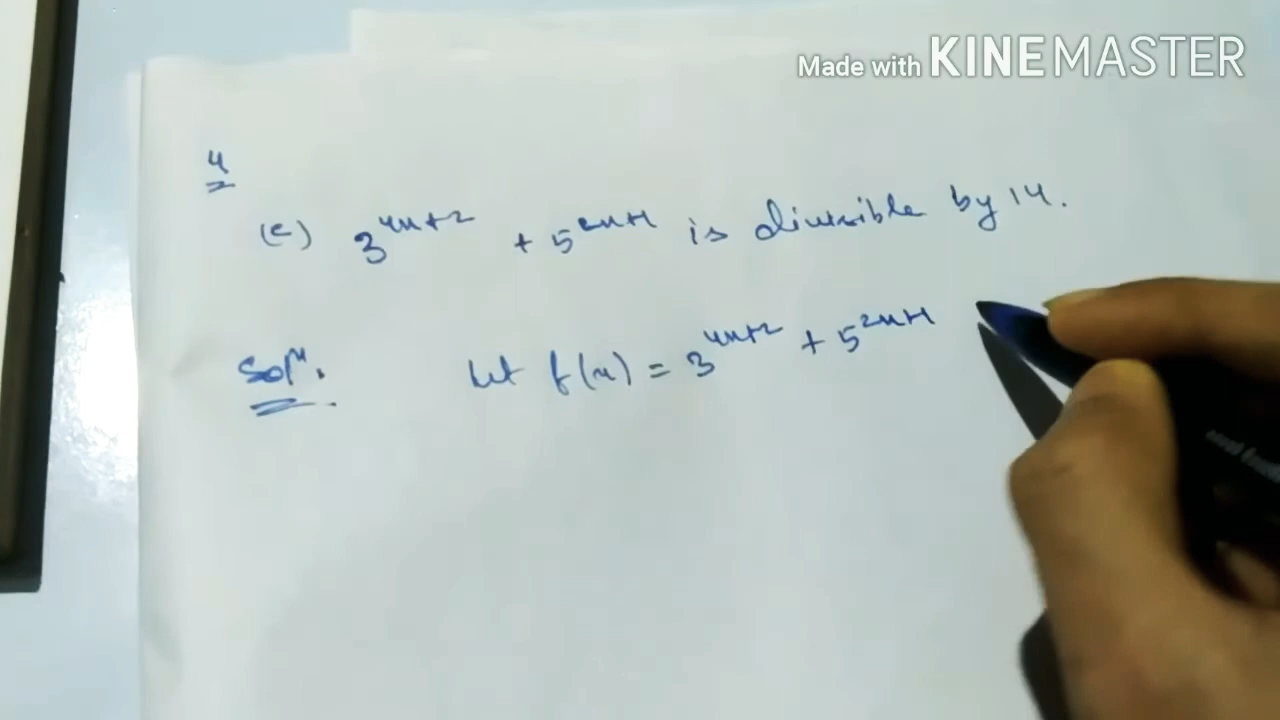 Made with KINEMASTER
4
(e) 3^{4n+2} + 5^{2n+1} is divisible by 14.
Solⁿ. Let f(n) = 3^{4n+2} + 5^{2n+1}